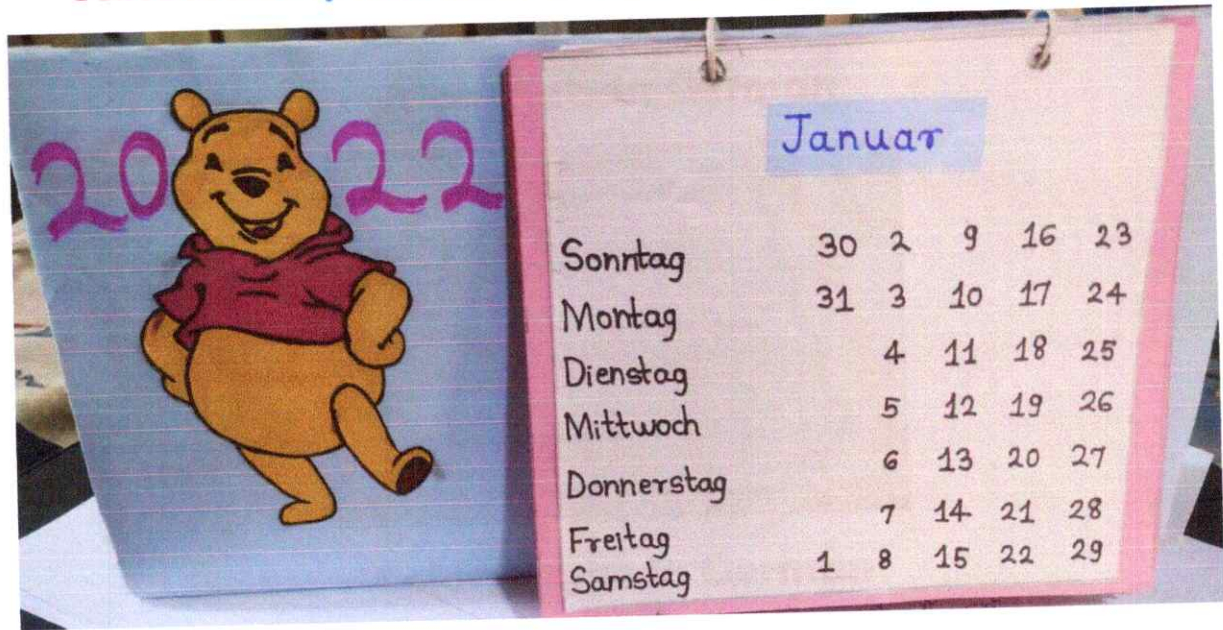 2022
Januar
Sonntag 30 2 9 16 23
Montag 31 3 10 17 24
Dienstag 4 11 18 25
Mittwoch 5 12 19 26
Donnerstag 6 13 20 27
Freitag 7 14 21 28
Samstag 1 8 15 22 29